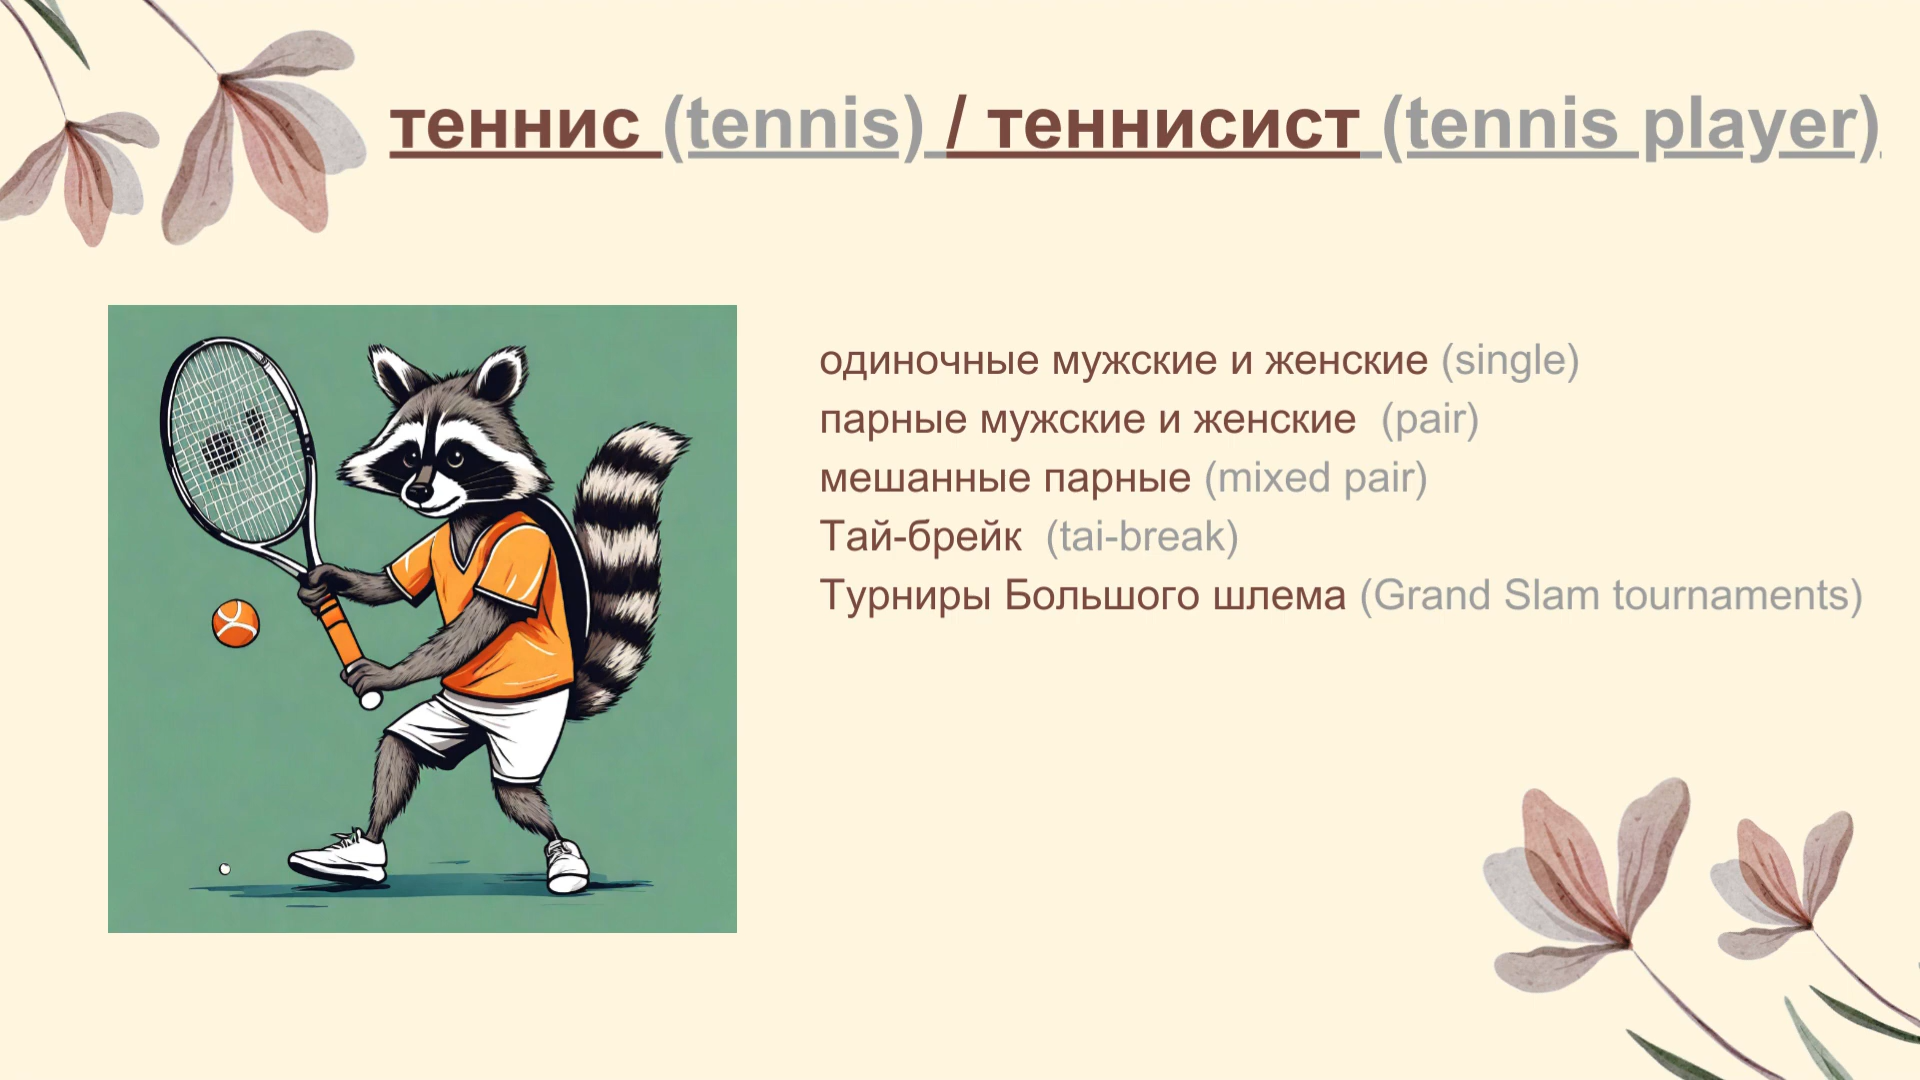 теннис (tennis) / теннисист (tennis player)
одиночные мужские и женские (single)
парные мужские и женские (pair)
мешанные парные (mixed pair)
Тай-брейк (tai-break)
Турниры Большого шлема (Grand Slam tournaments)